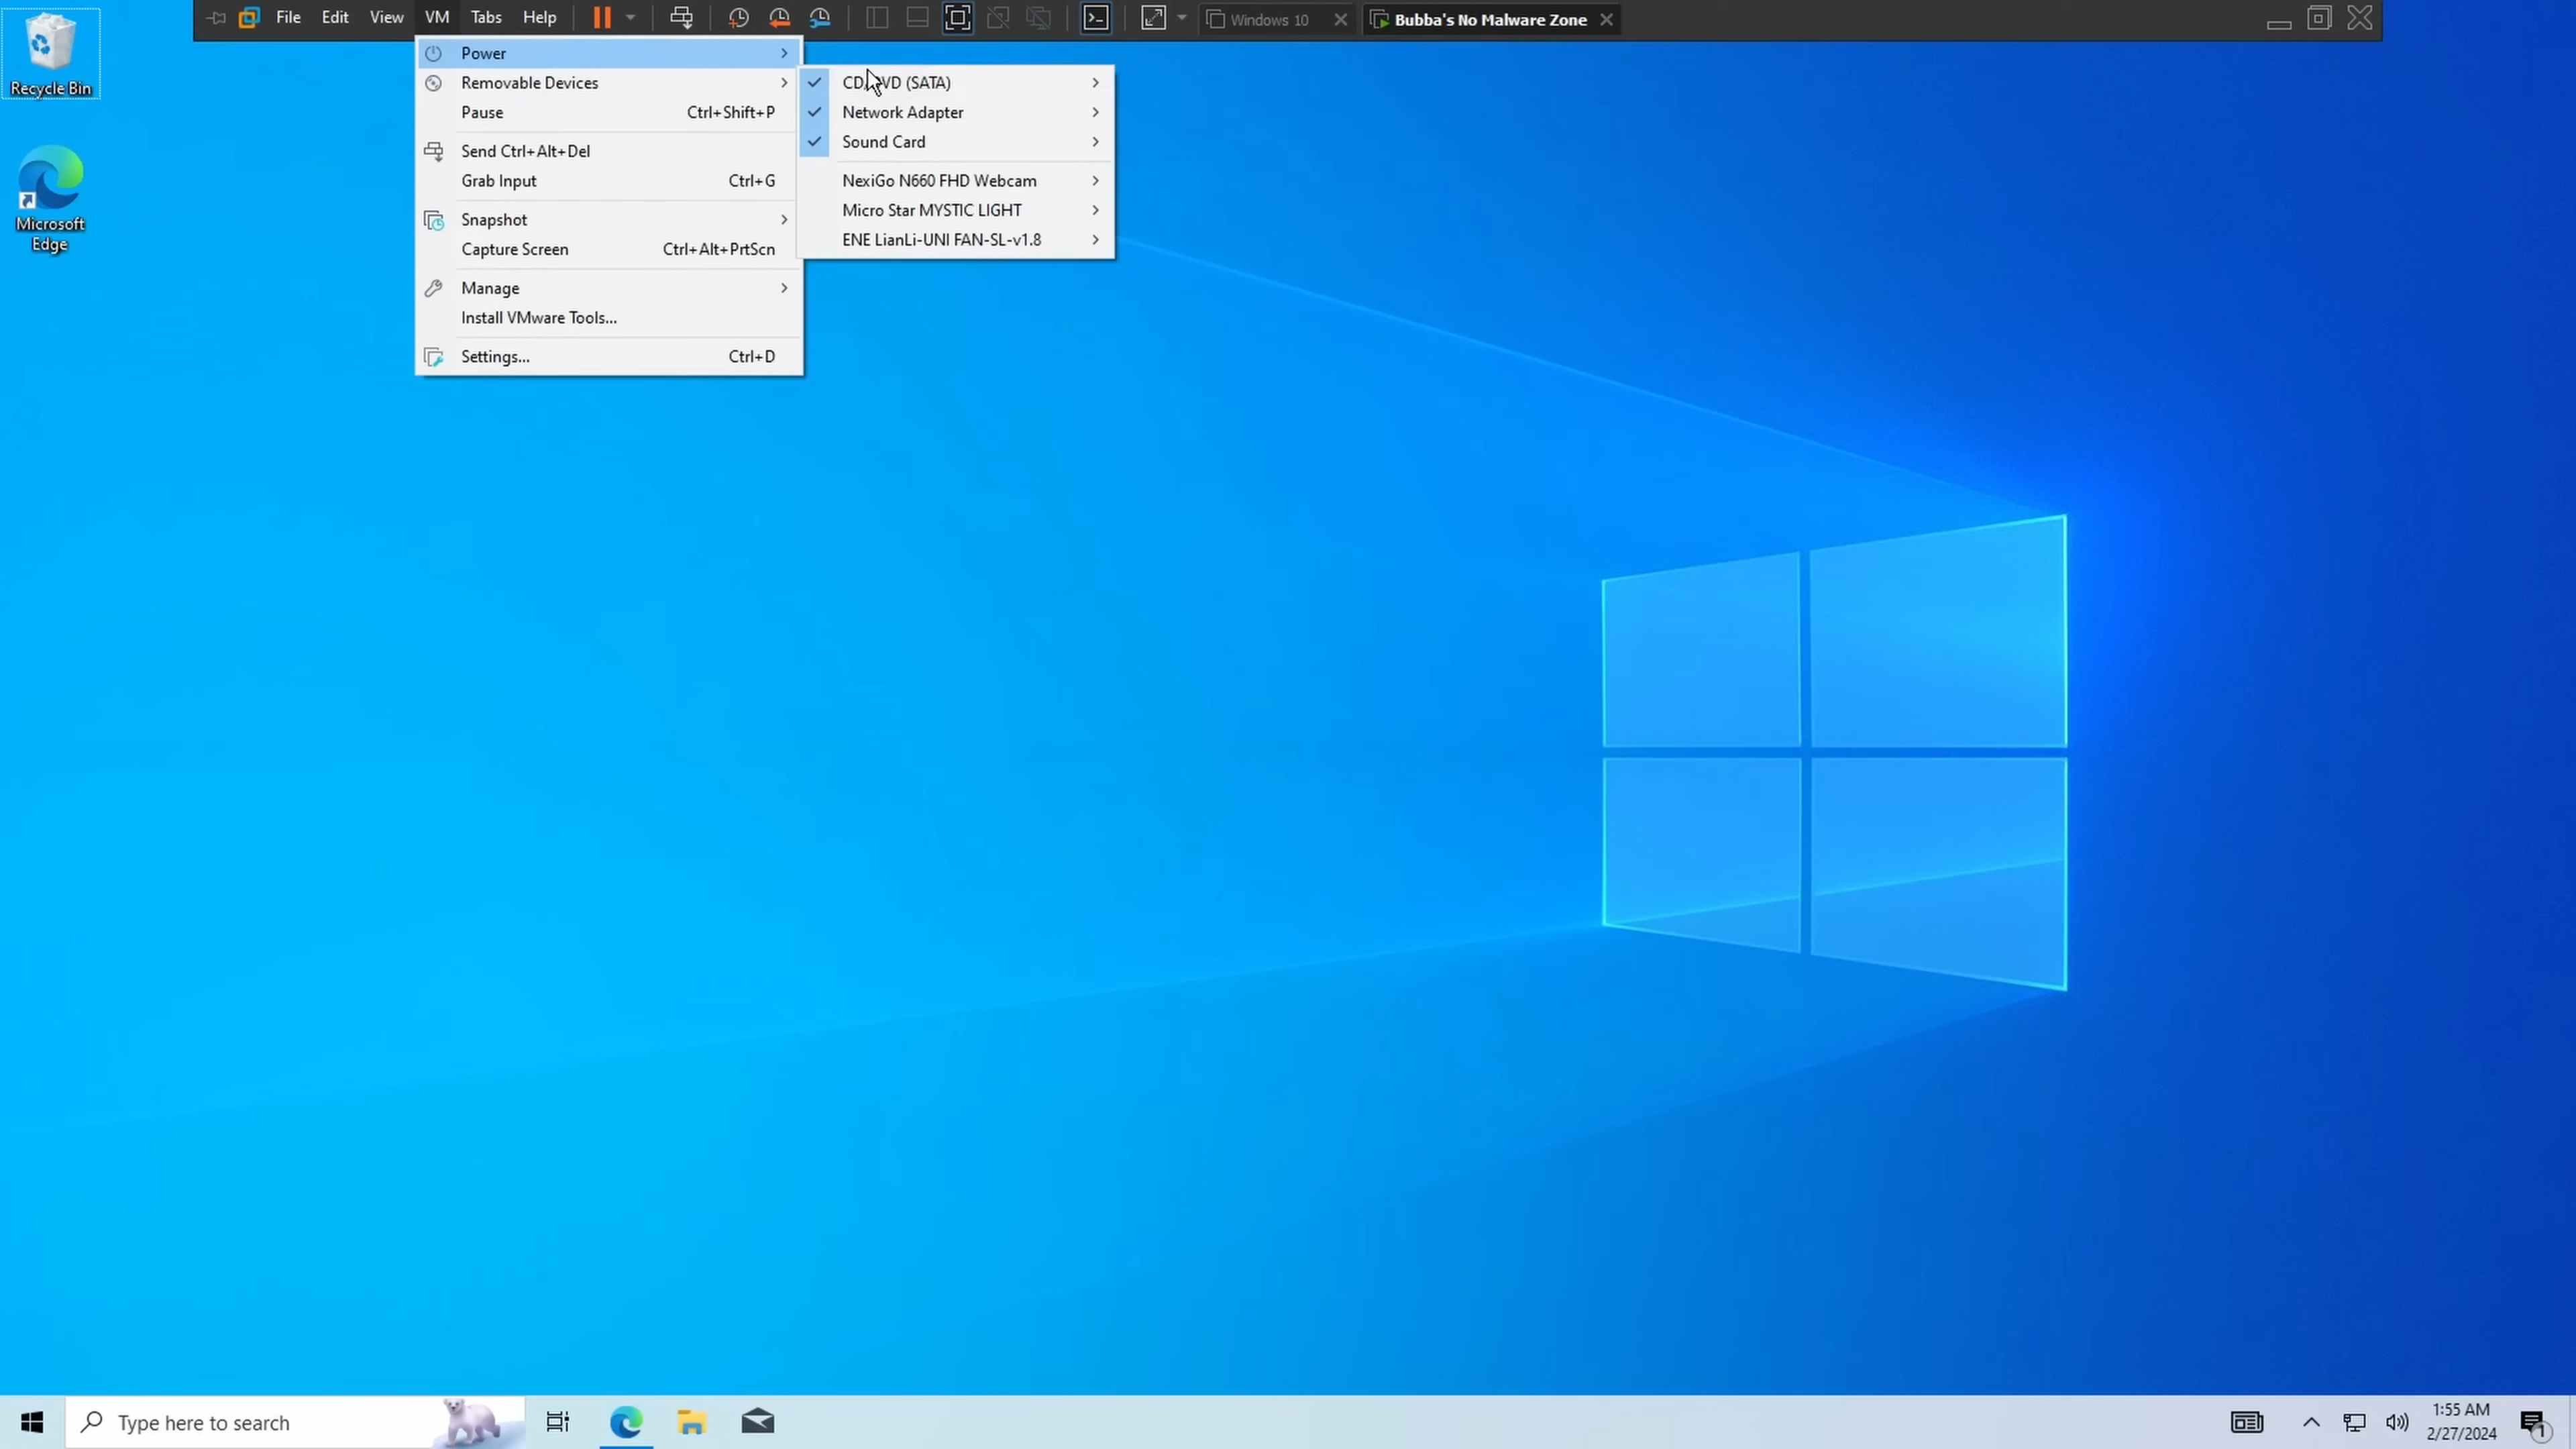 File Edit View VM Tabs Help Windows 10 Bubba's No Malware Zone
Recycle Bin
Microsoft
Edge
Power
Removable Devices
Pause Ctrl+Shift+P
Send Ctrl+Alt+Del
Grab Input Ctrl+G
Snapshot
Capture Screen Ctrl+Alt+PrtScn
Manage
Install VMware Tools...
Settings... Ctrl+D
CD/DVD (SATA)
Network Adapter
Sound Card
NexiGo N660 FHD Webcam
Micro Star MYSTIC LIGHT
ENE LianLi-UNI FAN-SL-v1.8
Type here to search
1:55 AM
2/27/2024
1